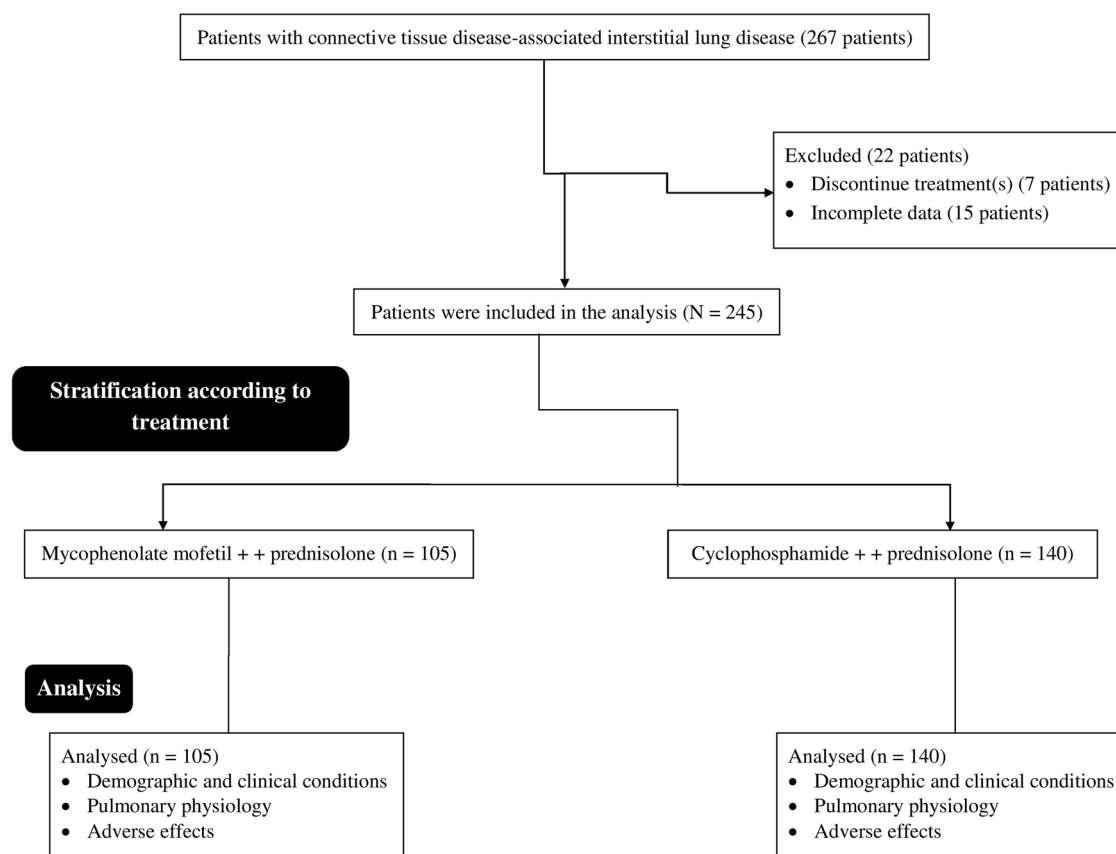 Patients with connective tissue disease-associated interstitial lung disease (267 patients)
Excluded (22 patients)
• Discontinue treatment(s) (7 patients)
• Incomplete data (15 patients)
Patients were included in the analysis (N = 245)
Stratification according to
treatment
Mycophenolate mofetil + + prednisolone (n = 105)
Cyclophosphamide + + prednisolone (n = 140)
Analysis
Analysed (n = 105)
• Demographic and clinical conditions
• Pulmonary physiology
• Adverse effects
Analysed (n = 140)
• Demographic and clinical conditions
• Pulmonary physiology
• Adverse effects